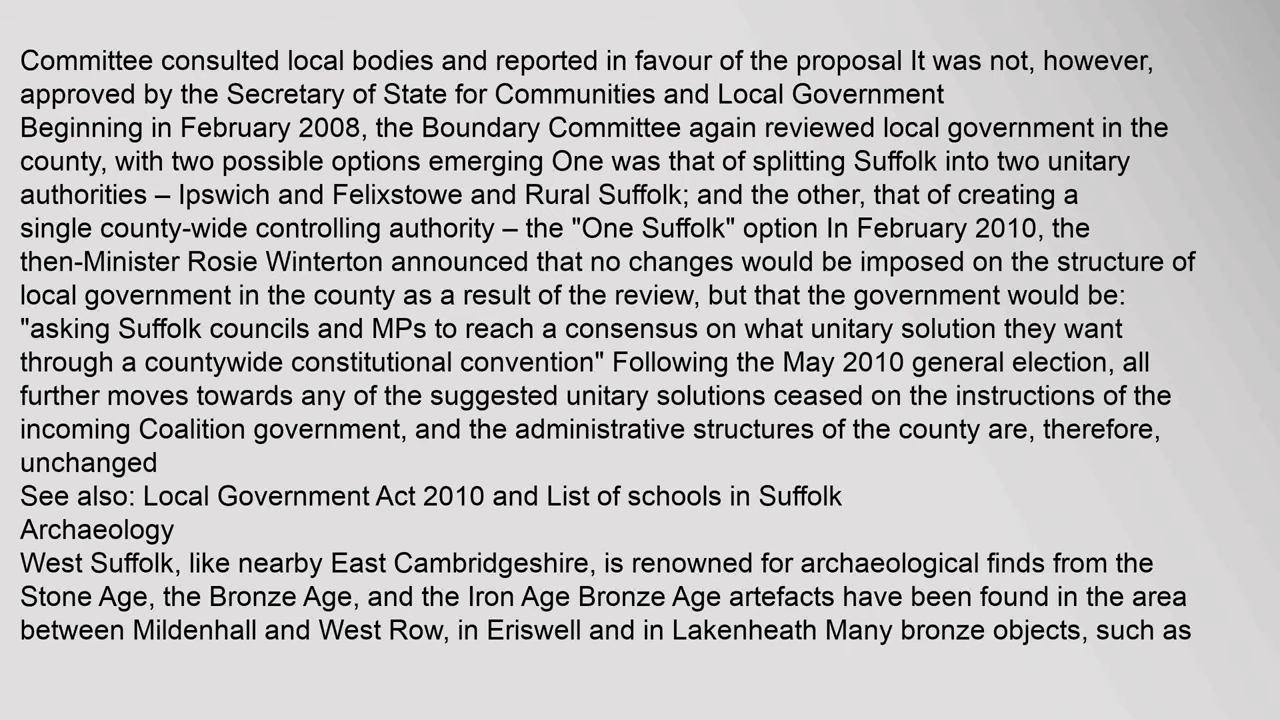 Committee consulted local bodies and reported in favour of the proposal It was not, however,
approved by the Secretary of State for Communities and Local Government
Beginning in February 2008, the Boundary Committee again reviewed local government in the
county, with two possible options emerging One was that of splitting Suffolk into two unitary
authorities – Ipswich and Felixstowe and Rural Suffolk; and the other, that of creating a
single county-wide controlling authority – the "One Suffolk" option In February 2010, the
then-Minister Rosie Winterton announced that no changes would be imposed on the structure of
local government in the county as a result of the review, but that the government would be:
"asking Suffolk councils and MPs to reach a consensus on what unitary solution they want
through a countywide constitutional convention" Following the May 2010 general election, all
further moves towards any of the suggested unitary solutions ceased on the instructions of the
incoming Coalition government, and the administrative structures of the county are, therefore,
unchanged
See also: Local Government Act 2010 and List of schools in Suffolk
Archaeology
West Suffolk, like nearby East Cambridgeshire, is renowned for archaeological finds from the
Stone Age, the Bronze Age, and the Iron Age Bronze Age artefacts have been found in the area
between Mildenhall and West Row, in Eriswell and in Lakenheath Many bronze objects, such as